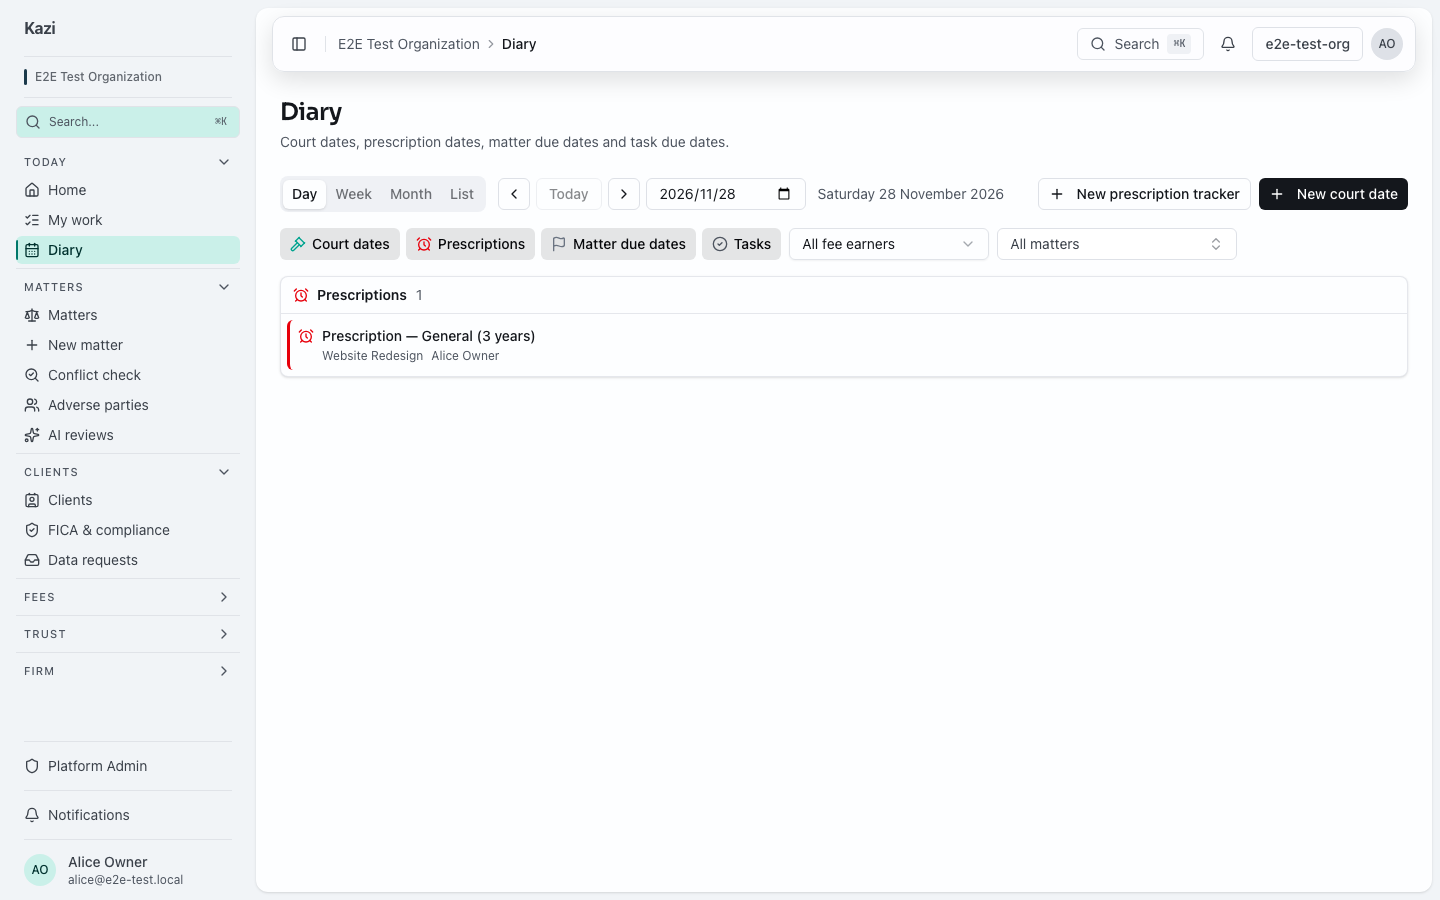 Kazi
E2E Test Organization
Search... ⌘K
TODAY
Home
My work
Diary
MATTERS
Matters
New matter
Conflict check
Adverse parties
AI reviews
CLIENTS
Clients
FICA & compliance
Data requests
FEES
TRUST
FIRM
Platform Admin
Notifications
AO Alice Owner
alice@e2e-test.local
E2E Test Organization > Diary
Search ⌘K e2e-test-org AO
Diary
Court dates, prescription dates, matter due dates and task due dates.
Day Week Month List Today 2026/11/28 Saturday 28 November 2026 New prescription tracker New court date
Court dates Prescriptions Matter due dates Tasks All fee earners All matters
Prescriptions 1
Prescription — General (3 years)
Website Redesign Alice Owner